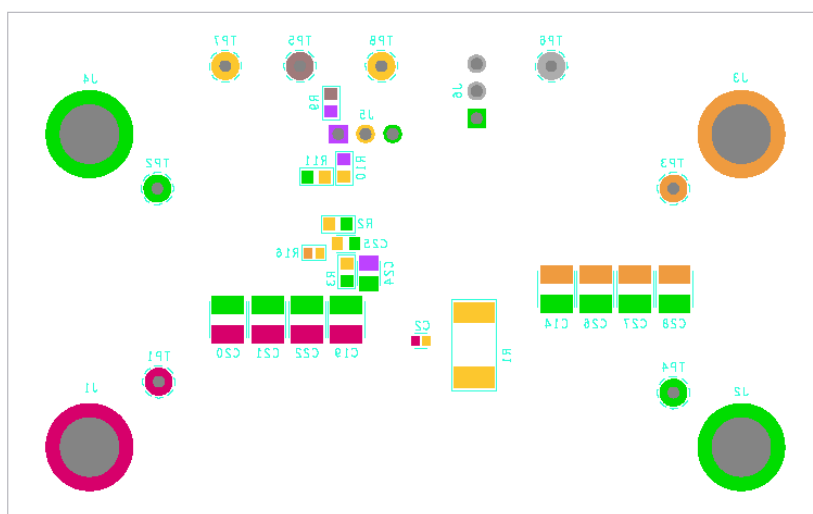 TP7
TP5
TP8
TP6
J4
J6
J3
R9
J5
TP2
R11
R10
TP3
R2
C25
R16
R3
C24
C20
C21
C22
C19
C2
R1
C14
C26
C27
C28
TP1
TP4
J1
J2